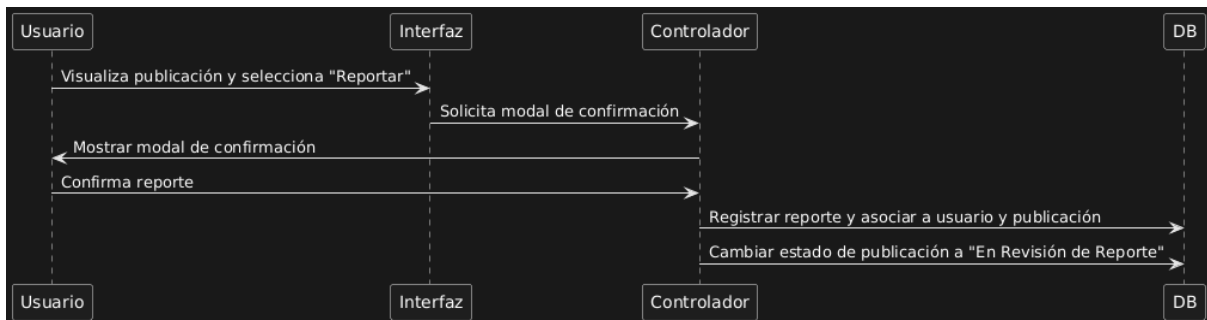 Usuario Interfaz Controlador DB
Visualiza publicación y selecciona "Reportar"
Solicita modal de confirmación
Mostrar modal de confirmación
Confirma reporte
Registrar reporte y asociar a usuario y publicación
Cambiar estado de publicación a "En Revisión de Reporte"
Usuario Interfaz Controlador DB